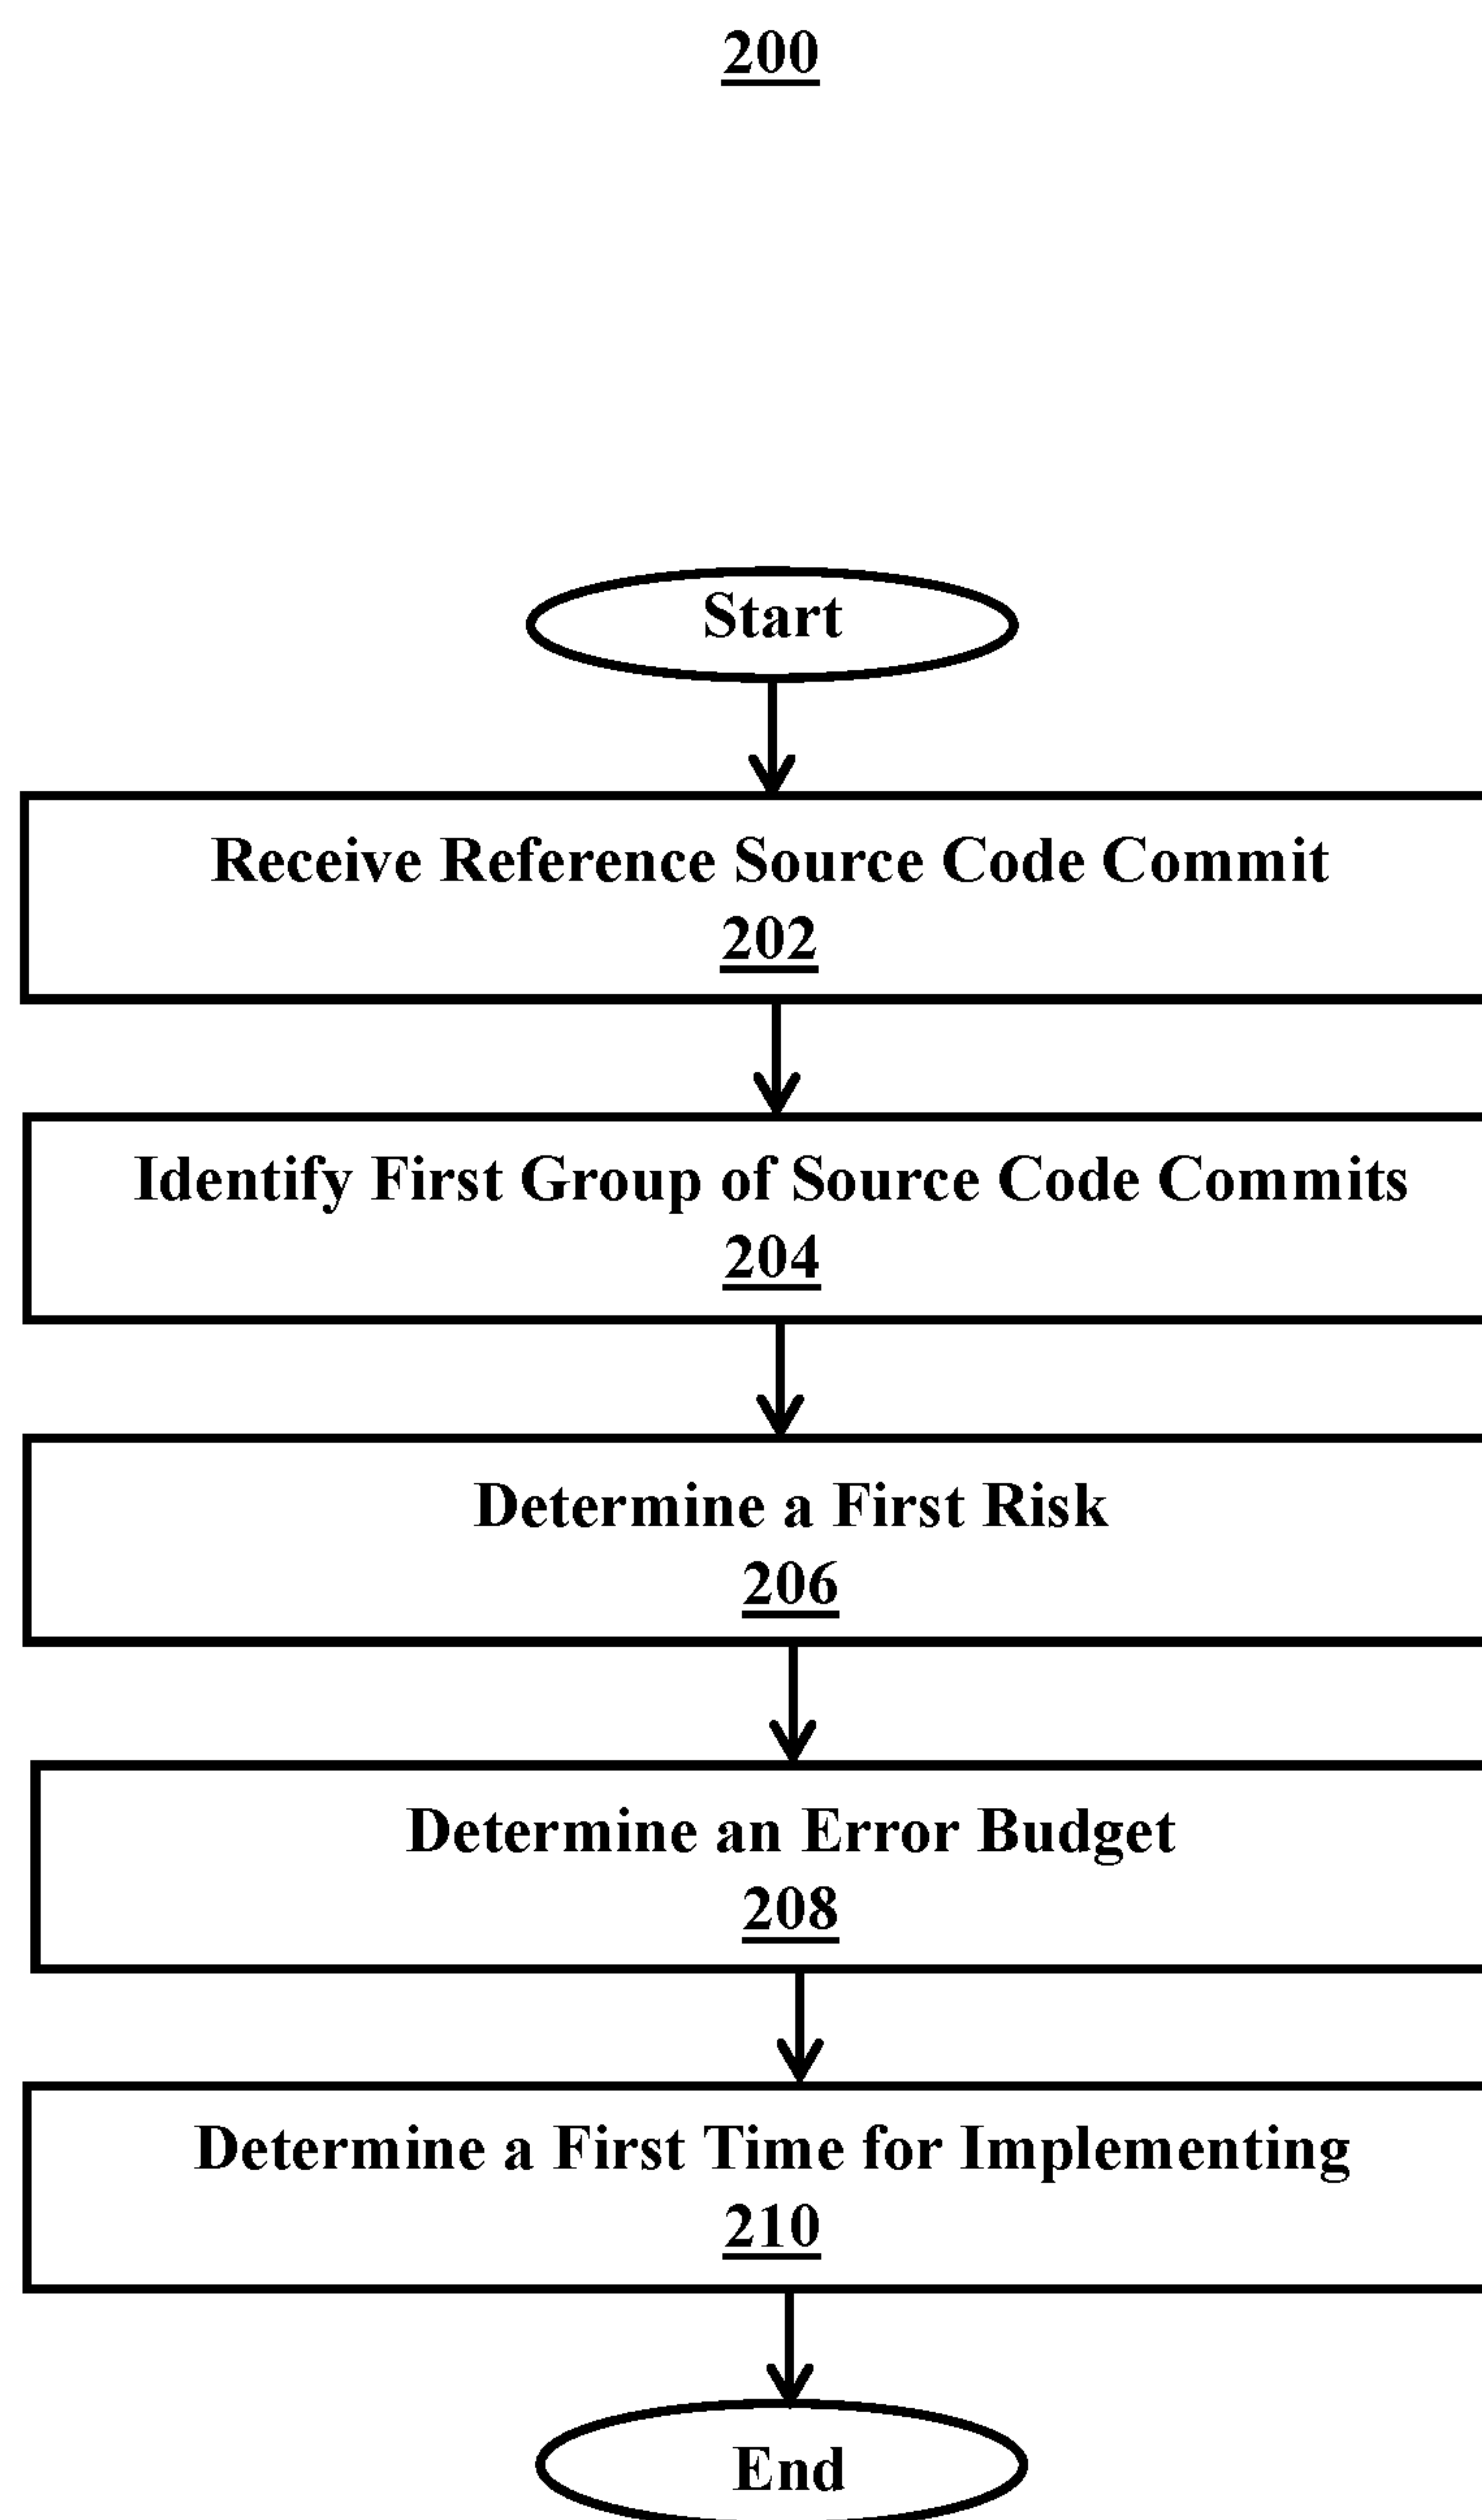 200
Start
Receive Reference Source Code Commit
202
Identify First Group of Source Code Commits
204
Determine a First Risk
206
Determine an Error Budget
208
Determine a First Time for Implementing
210
End